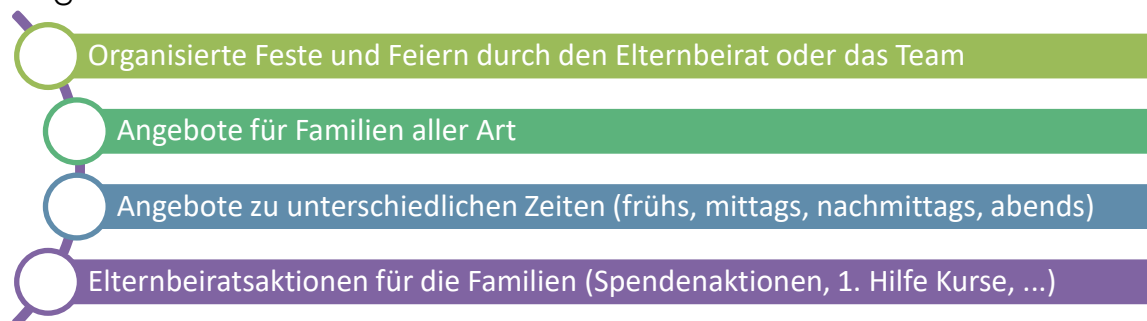 Organisierte Feste und Feiern durch den Elternbeirat oder das Team
Angebote für Familien aller Art
Angebote zu unterschiedlichen Zeiten (frühs, mittags, nachmittags, abends)
Elternbeiratsaktionen für die Familien (Spendenaktionen, 1. Hilfe Kurse, ...)